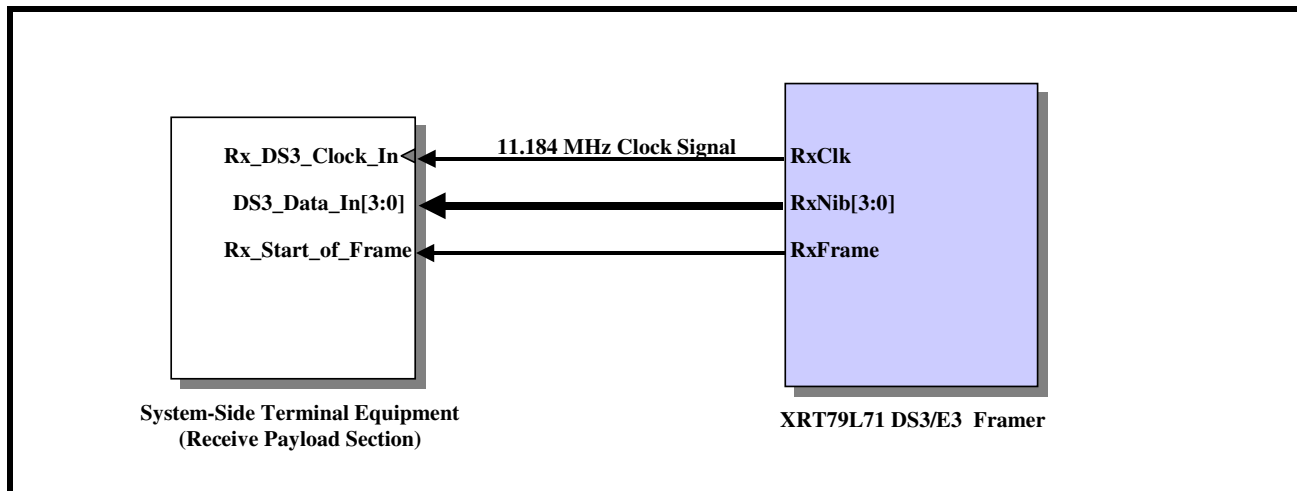 11.184 MHz Clock Signal
Rx_DS3_Clock_In
RxClk
DS3_Data_In[3:0]
RxNib[3:0]
Rx_Start_of_Frame
RxFrame
System-Side Terminal Equipment
(Receive Payload Section)
XRT79L71 DS3/E3 Framer